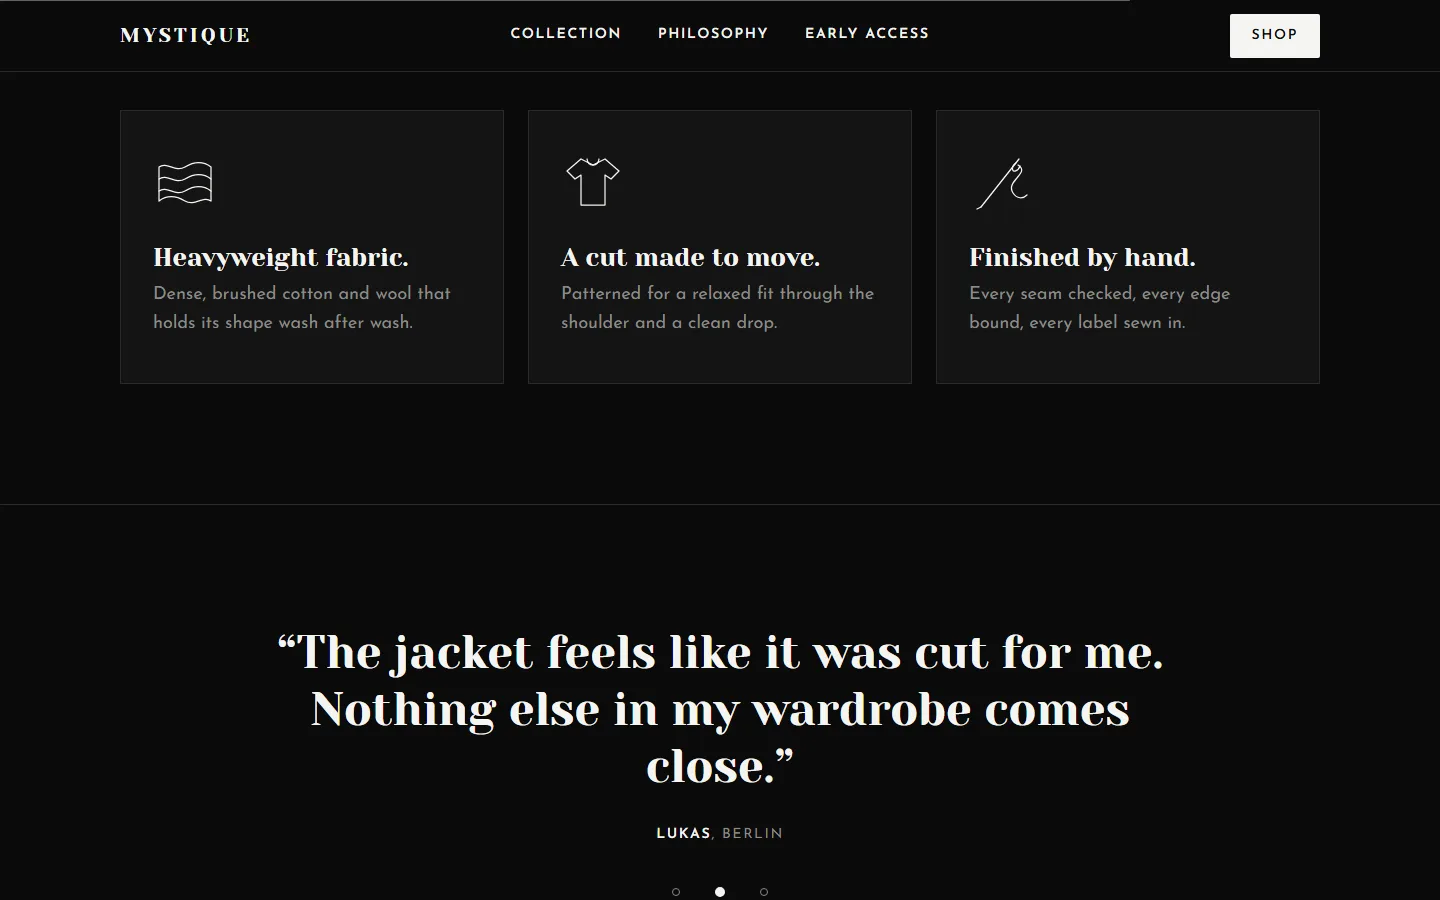 MYSTIQUE
COLLECTION
PHILOSOPHY
EARLY ACCESS
SHOP
Heavyweight fabric.
Dense, brushed cotton and wool that
holds its shape wash after wash.
A cut made to move.
Patterned for a relaxed fit through the
shoulder and a clean drop.
Finished by hand.
Every seam checked, every edge
bound, every label sewn in.
“The jacket feels like it was cut for me.
Nothing else in my wardrobe comes
close.”
LUKAS, BERLIN